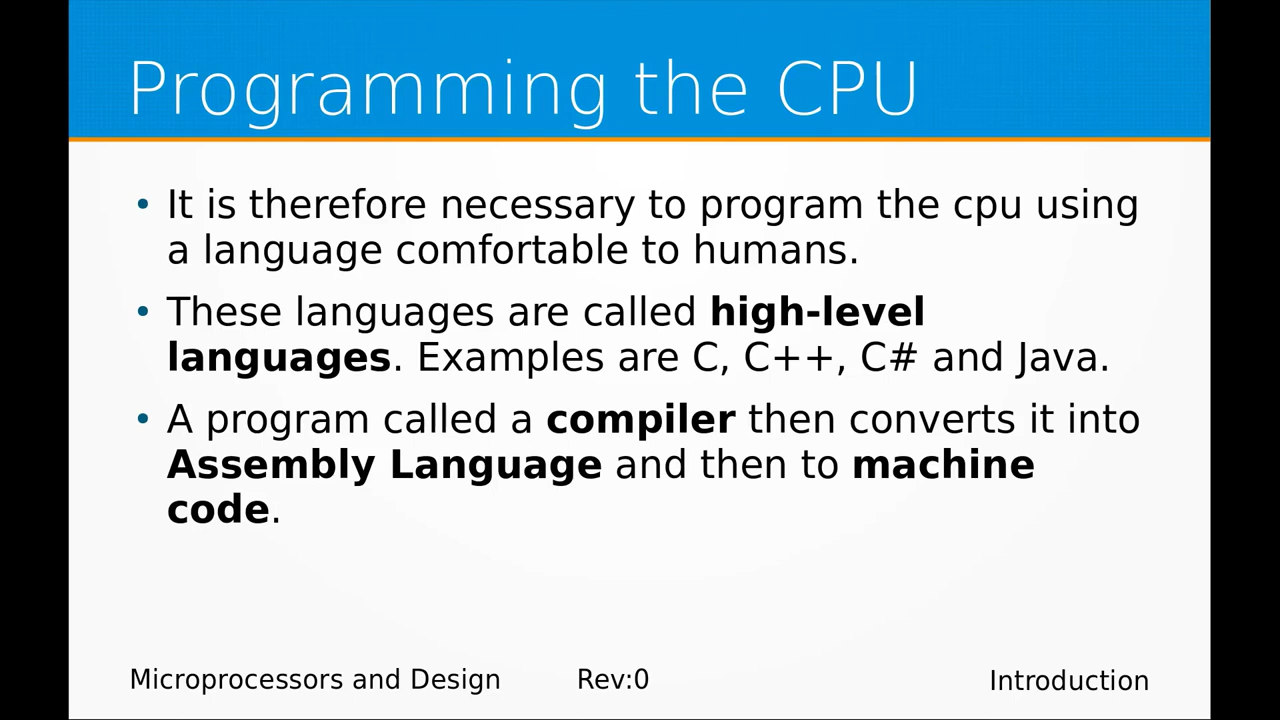 Programming the CPU
• It is therefore necessary to program the cpu using
a language comfortable to humans.
• These languages are called high-level
languages. Examples are C, C++, C# and Java.
• A program called a compiler then converts it into
Assembly Language and then to machine
code.
Microprocessors and Design Rev:0 Introduction